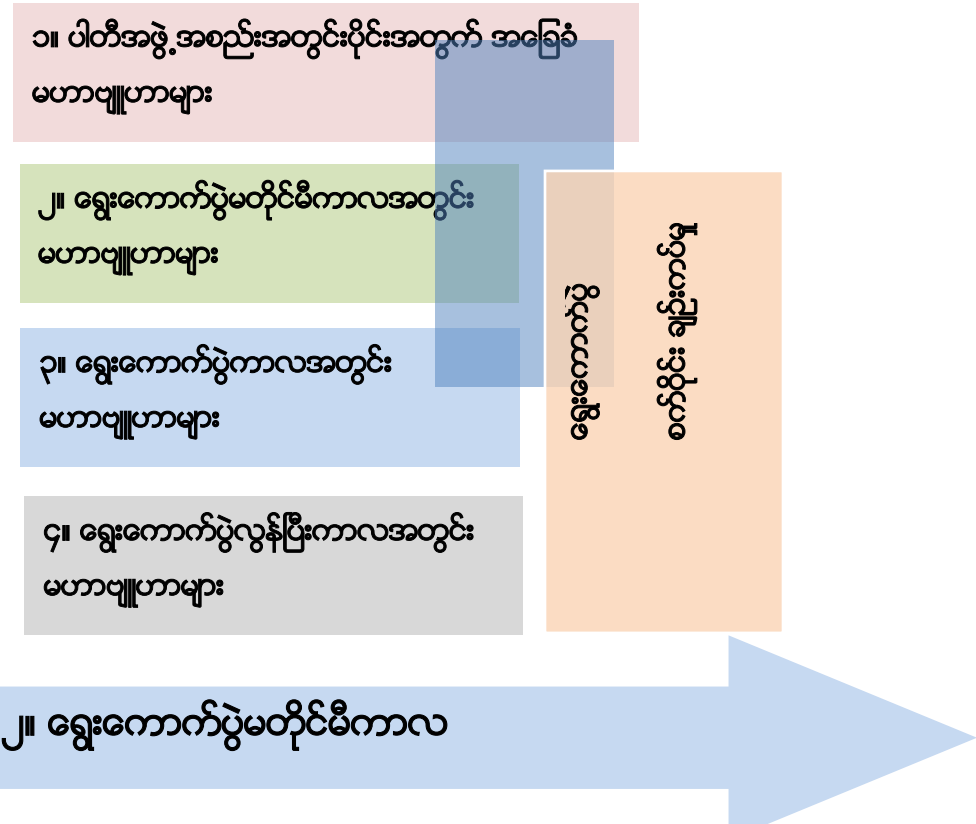 ၁။ ပါတီအဖွဲ့အစည်းအတွင်းပိုင်းအတွက် အခြေခံ
မဟာဗျူဟာများ
၂။ ရွေးကောက်ပွဲမတိုင်မီကာလအတွင်း
မဟာဗျူဟာများ
၃။ ရွေးကောက်ပွဲကာလအတွင်း
မဟာဗျူဟာများ
၄။ ရွေးကောက်ပွဲလွန်ပြီးကာလအတွင်း
မဟာဗျူဟာများ
ရွေးကောက်ပွဲ
စက်ဝိုင်း ချဉ်းကပ်မှု
၂။ ရွေးကောက်ပွဲမတိုင်မီကာလ